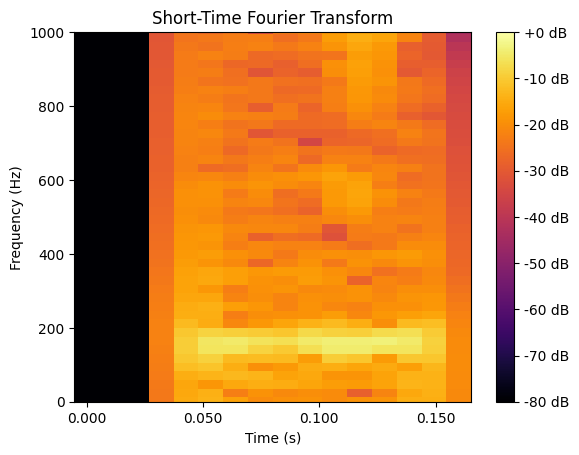 Short-Time Fourier Transform
Frequency (Hz)
1000
800
600
400
200
0
0.000
0.050
0.100
0.150
Time (s)
+0 dB
-10 dB
-20 dB
-30 dB
-40 dB
-50 dB
-60 dB
-70 dB
-80 dB